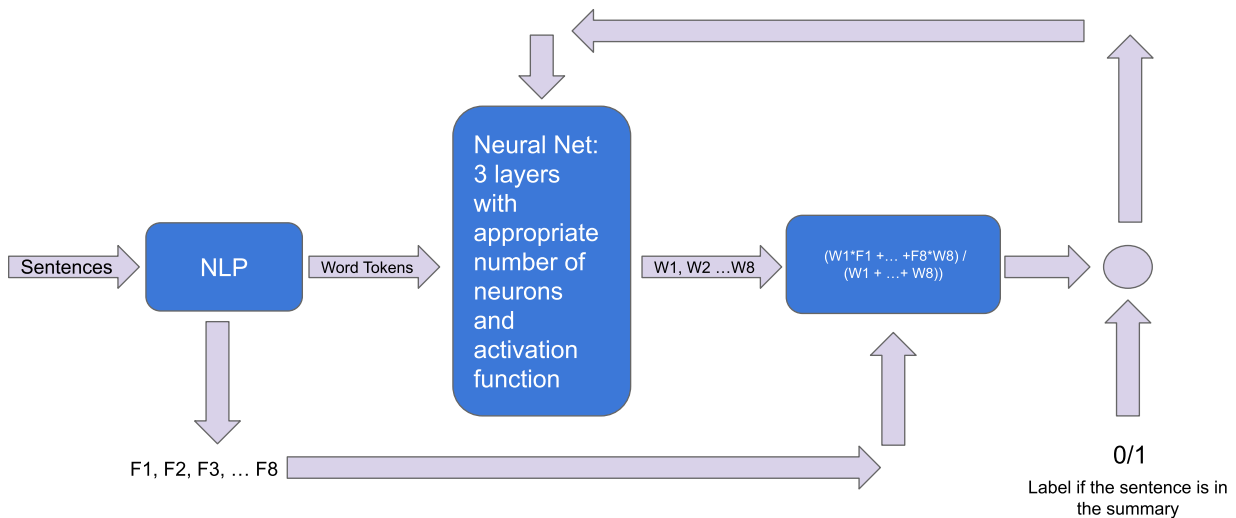 Sentences
NLP
Word Tokens
Neural Net:
3 layers
with
appropriate
number of
neurons
and
activation
function
W1, W2 …W8
(W1*F1 +… +F8*W8) /
(W1 + …+ W8))
F1, F2, F3, … F8
0/1
Label if the sentence is in
the summary